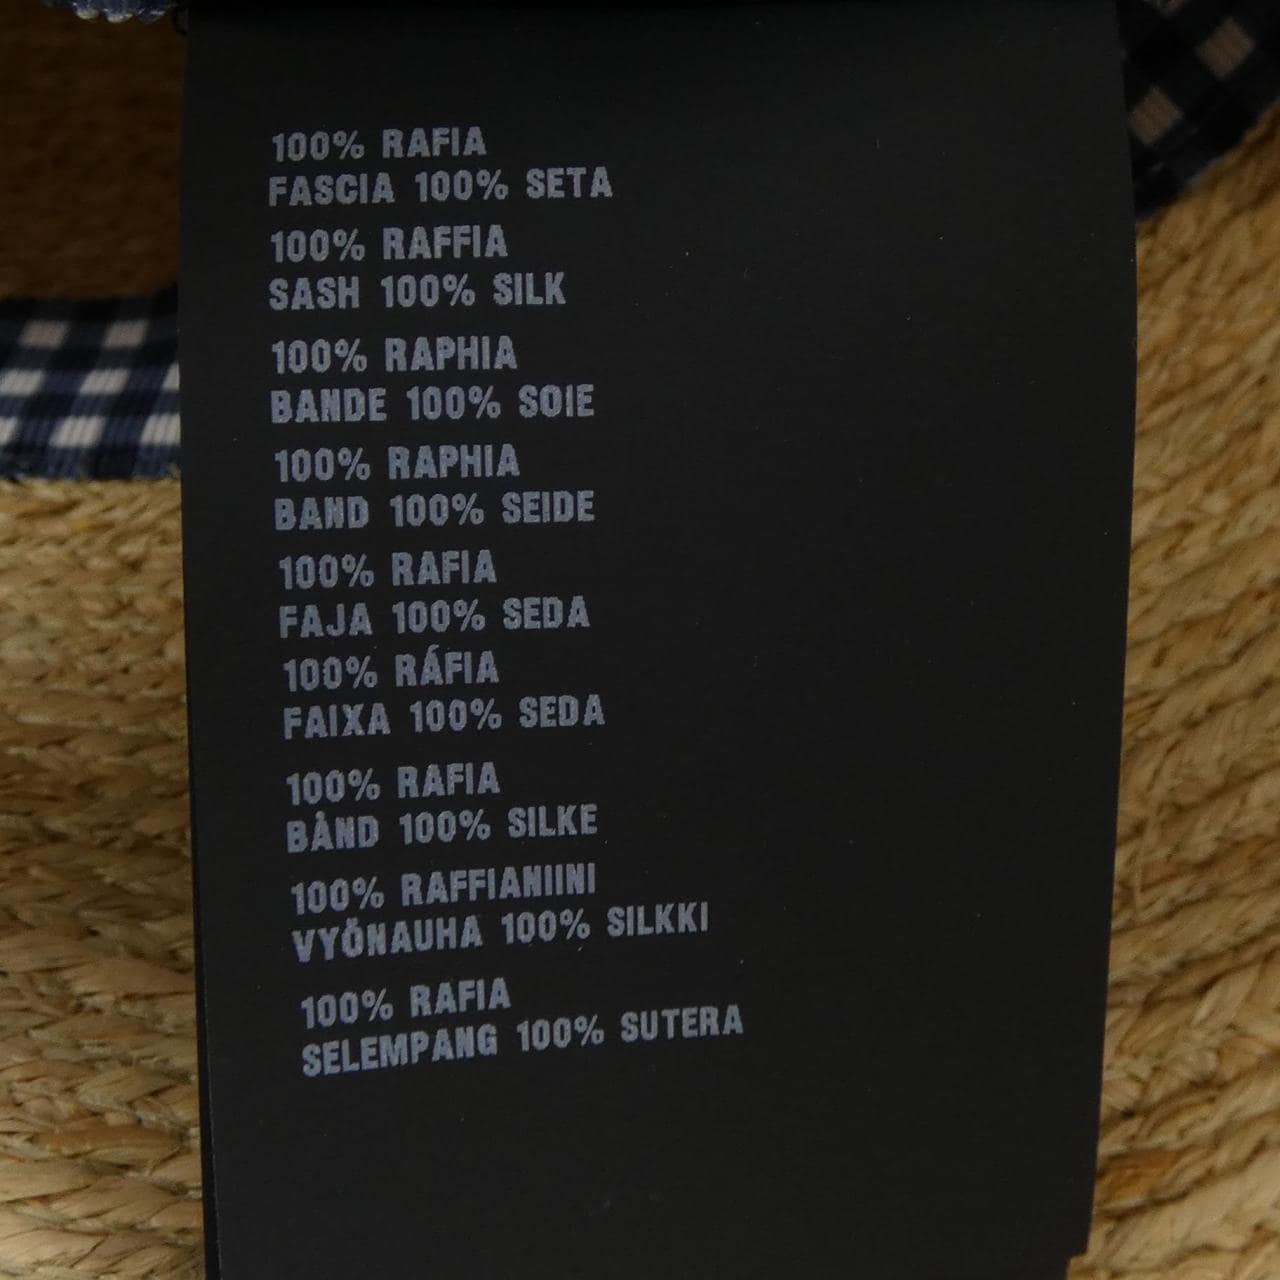 100% RAFIA
FASCIA 100% SETA
100% RAFFIA
SASH 100% SILK
100% RAPHIA
BANDE 100% SOIE
100% RAPHIA
BAND 100% SEIDE
100% RAFIA
FAJA 100% SEDA
100% RÁFIA
FAIXA 100% SEDA
100% RAFIA
BÅND 100% SILKE
100% RAFFIANIINI
VYÖNAUHA 100% SILKKI
100% RAFIA
SELEMPANG 100% SUTERA